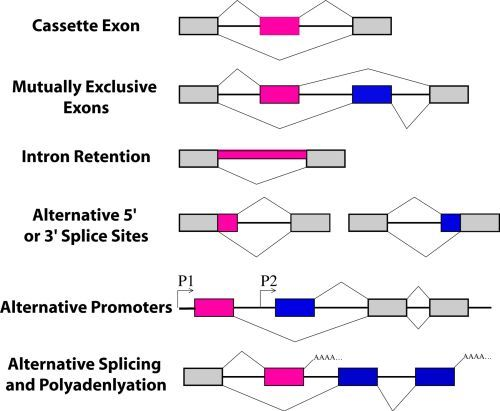 Cassette Exon
Mutually Exclusive
Exons
Intron Retention
Alternative 5'
or 3' Splice Sites
P1
P2
Alternative Promoters
Alternative Splicing
and Polyadenlyation
AAAA...
AAAA...